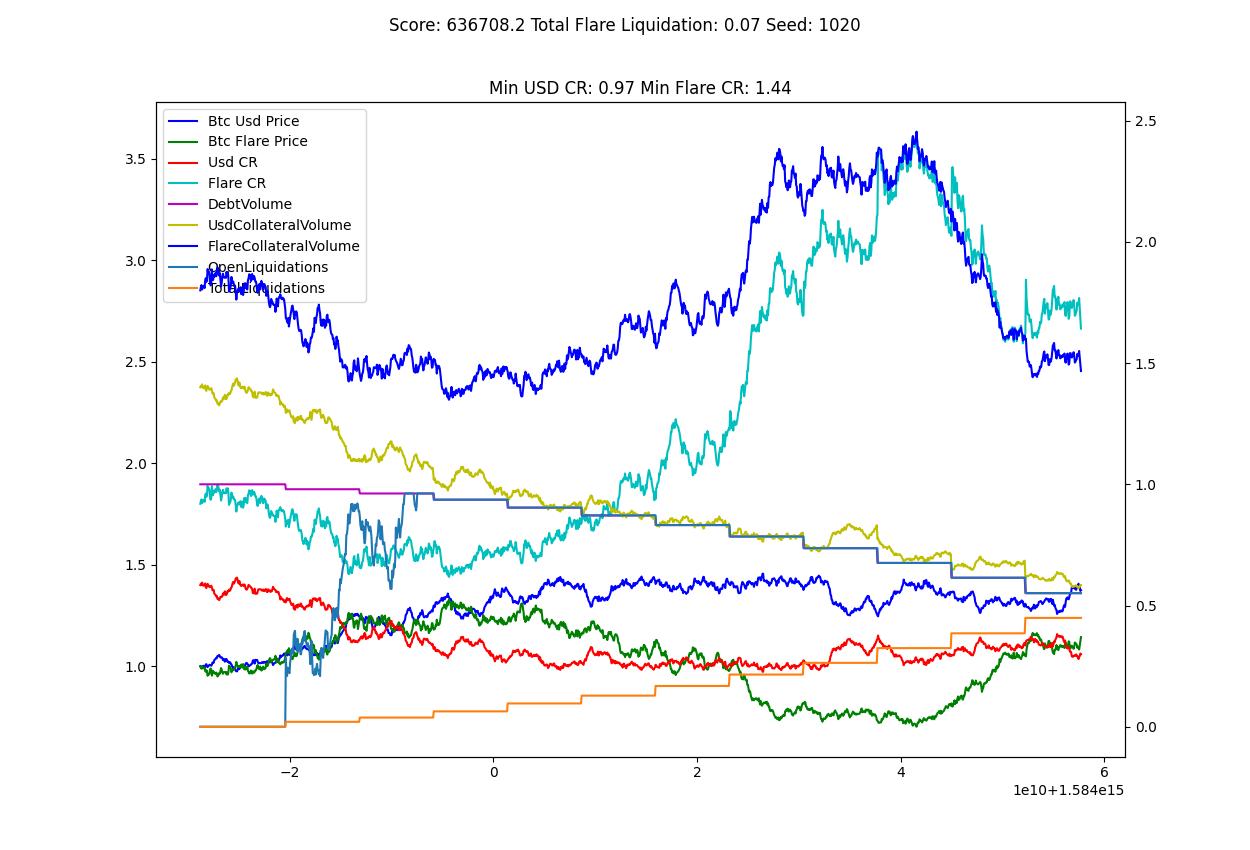 Score: 636708.2 Total Flare Liquidation: 0.07 Seed: 1020
Min USD CR: 0.97 Min Flare CR: 1.44
Btc Usd Price
Btc Flare Price
Usd CR
Flare CR
DebtVolume
UsdCollateralVolume
FlareCollateralVolume
OpenLiquidations
TotalLiquidations
3.5
3.0
2.5
2.0
1.5
1.0
2.5
2.0
1.5
1.0
0.5
0.0
−2
0
2
4
6
1e10+1.584e15